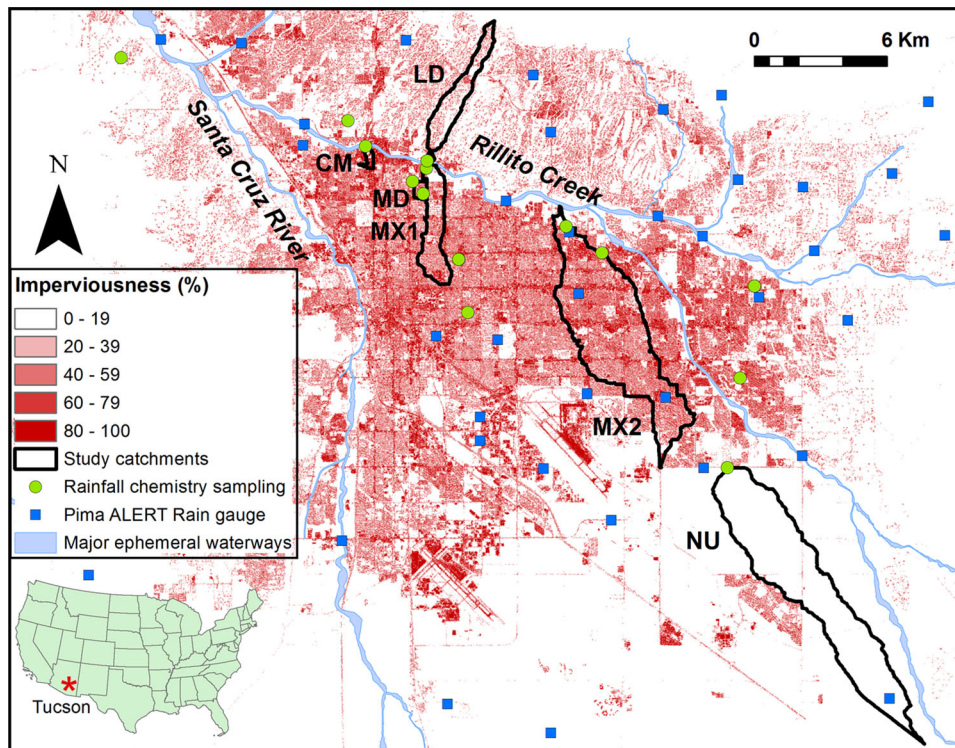 0 6 Km
LD
Santa Cruz River
Rillito Creek
N
CM
MD
MX1
Imperviousness (%)
0 - 19
20 - 39
40 - 59
60 - 79
80 - 100
Study catchments
Rainfall chemistry sampling
Pima ALERT Rain gauge
Major ephemeral waterways
MX2
NU
Tucson